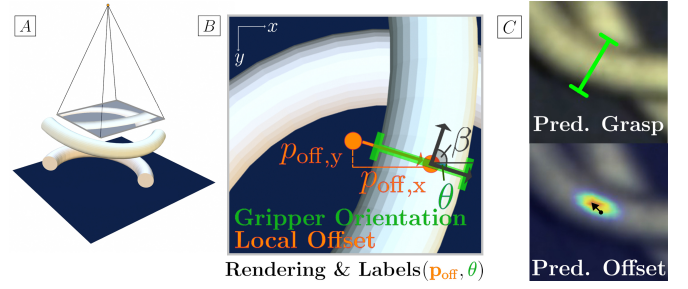 A
B
C
x
y
p_off,y
p_off,x
β
θ
Gripper Orientation
Local Offset
Rendering & Labels(p_off, θ)
Pred. Grasp
Pred. Offset